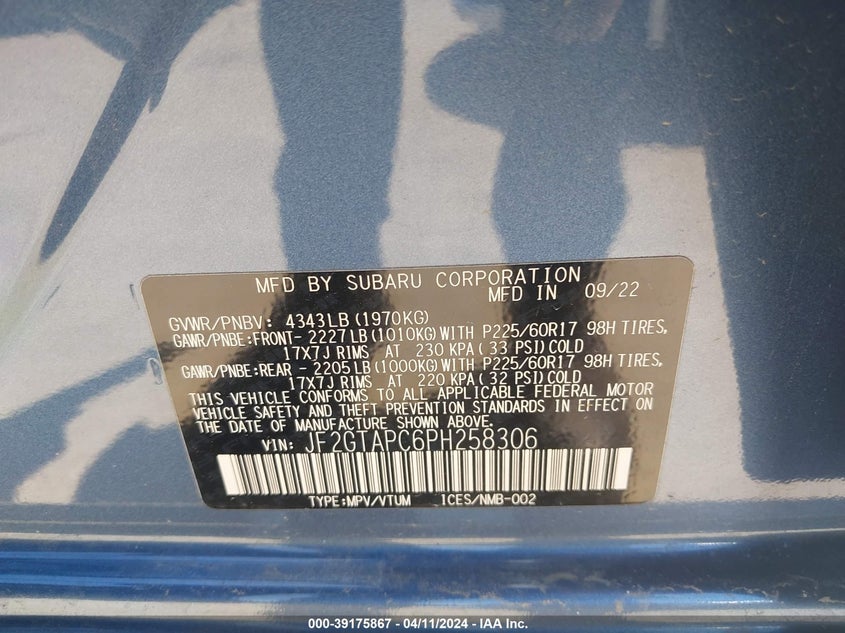 MFD BY SUBARU CORPORATION
MFD IN 09/22
GVWR/PNBV: 4343LB (1970KG)
GAWR/PNBE:FRONT- 2227LB (1010KG) WITH P225/60R17 98H TIRES,
17X7J RIMS AT 230 KPA (33 PSI) COLD
GAWR/PNBE:REAR - 2205LB (1000KG) WITH P225/60R17 98H TIRES,
17X7J RIMS AT 220 KPA (32 PSI) COLD
THIS VEHICLE CONFORMS TO ALL APPLICABLE FEDERAL MOTOR
VEHICLE SAFETY AND THEFT PREVENTION STANDARDS IN EFFECT ON
THE DATE OF MANUFACTURE SHOWN ABOVE.
VIN: JF2GTAPC6PH258306
TYPE:MPV/VTUM ICES/NMB-002
000-39175867 - 04/11/2024 - IAA Inc.